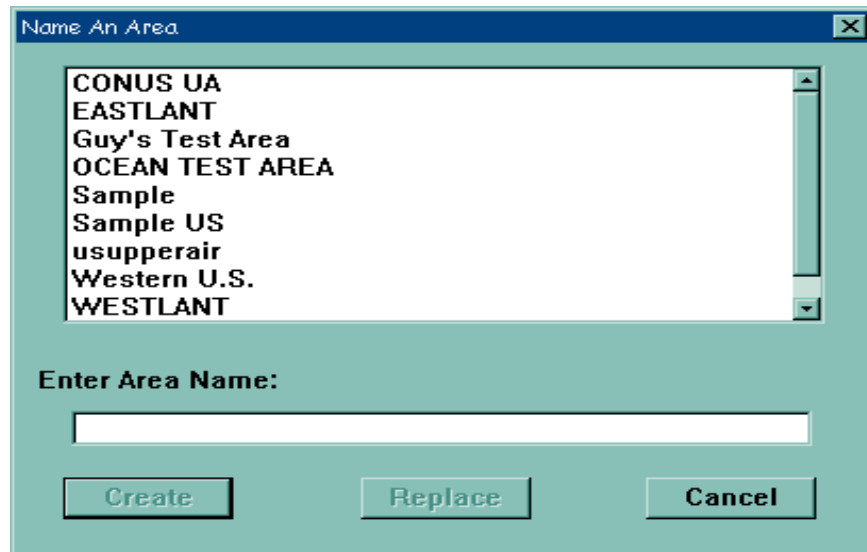 Name An Area
CONUS UA
EASTLANT
Guy's Test Area
OCEAN TEST AREA
Sample
Sample US
usupperair
Western U.S.
WESTLANT
Enter Area Name:
Create Replace Cancel